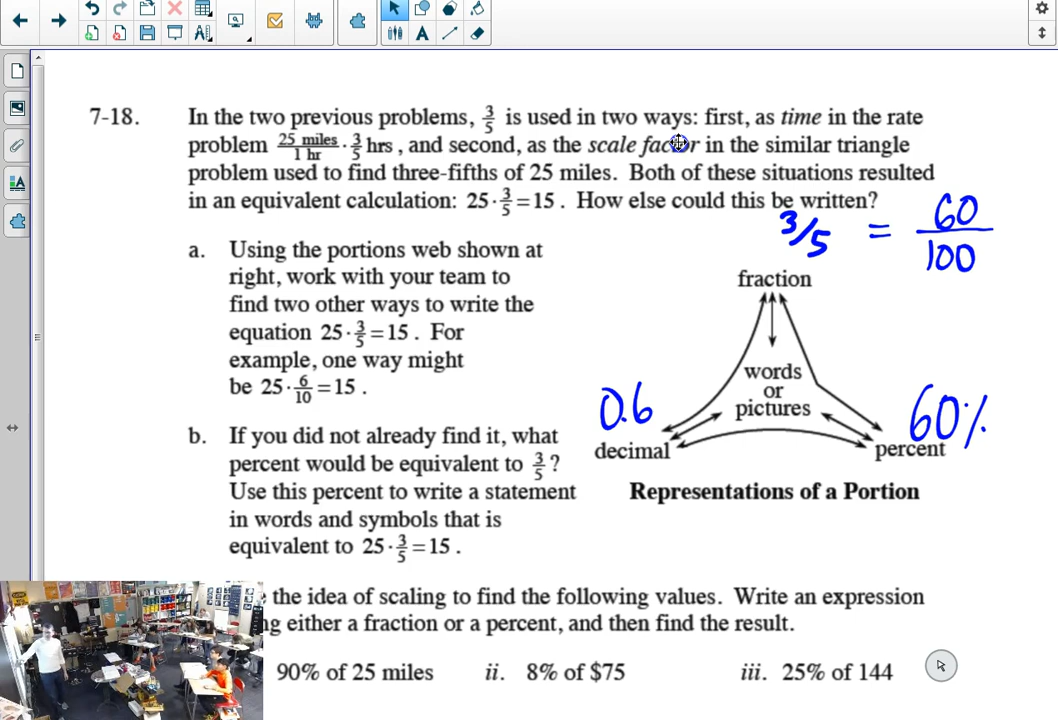 7-18. In the two previous problems, 3/5 is used in two ways: first, as time in the rate
problem 25 miles/1 hr · 3/5 hrs, and second, as the scale factor in the similar triangle
problem used to find three-fifths of 25 miles. Both of these situations resulted
in an equivalent calculation: 25 · 3/5 = 15. How else could this be written?
3/5 = 60/100
a. Using the portions web shown at
right, work with your team to
find two other ways to write the
equation 25 · 3/5 = 15. For
example, one way might
be 25 · 6/10 = 15.
fraction
words
or
pictures
0.6
decimal
60%
percent
Representations of a Portion
b. If you did not already find it, what
percent would be equivalent to 3/5?
Use this percent to write a statement
in words and symbols that is
equivalent to 25 · 3/5 = 15.
the idea of scaling to find the following values. Write an expression
either a fraction or a percent, and then find the result.
90% of 25 miles ii. 8% of $75 iii. 25% of 144